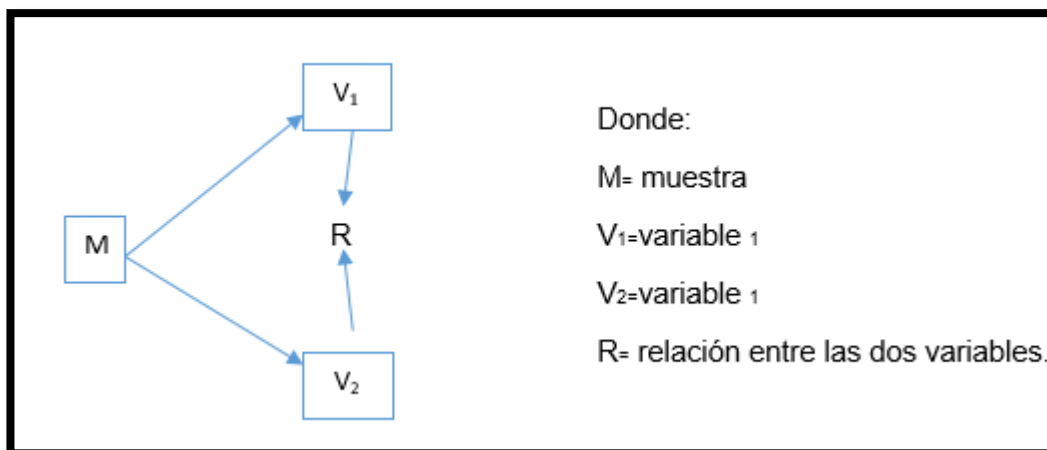 V₁
M
R
V₂
Donde:
M= muestra
V₁=variable ₁
V₂=variable ₁
R= relación entre las dos variables.